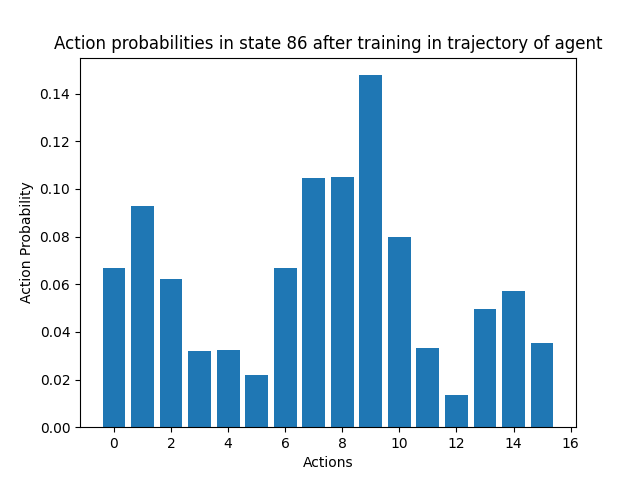 Action probabilities in state 86 after training in trajectory of agent
0.14
0.12
0.10
0.08
0.06
0.04
0.02
0.00
Action Probability
0 2 4 6 8 10 12 14 16
Actions